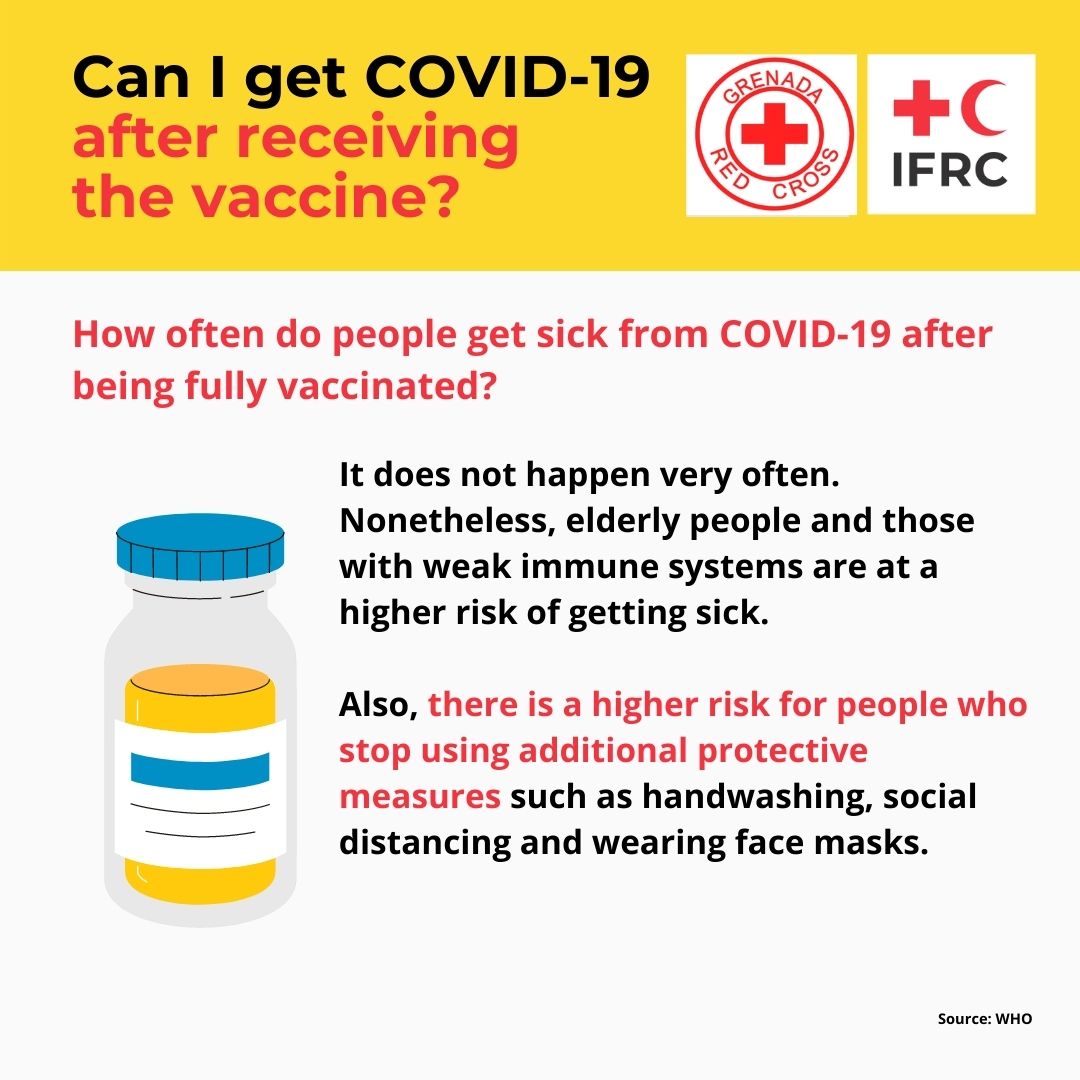 Can I get COVID-19
after receiving
the vaccine?
GRENADA
RED CROSS
IFRC
How often do people get sick from COVID-19 after
being fully vaccinated?
It does not happen very often.
Nonetheless, elderly people and those
with weak immune systems are at a
higher risk of getting sick.
Also, there is a higher risk for people who
stop using additional protective
measures such as handwashing, social
distancing and wearing face masks.
Source: WHO